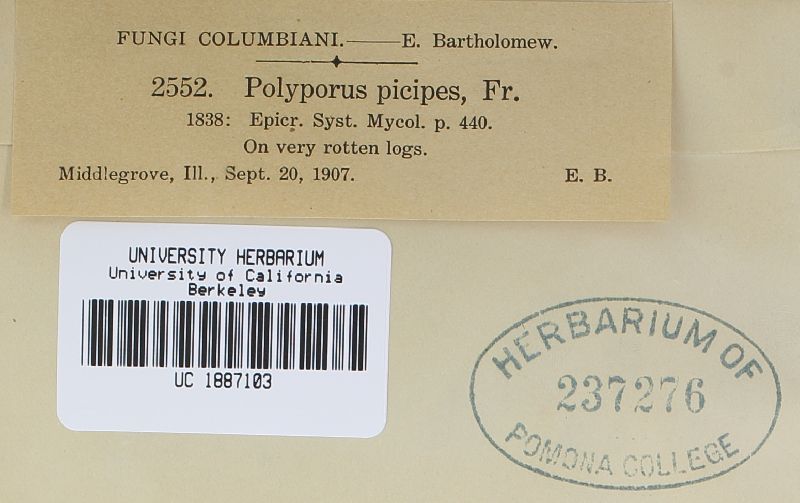 FUNGI COLUMBIANI.——E. Bartholomew.
2552. Polyporus picipes, Fr.
1838: Epicr. Syst. Mycol. p. 440.
On very rotten logs.
Middlegrove, Ill., Sept. 20, 1907. E. B.
UNIVERSITY HERBARIUM
University of California
Berkeley
UC 1887103
HERBARIUM OF
237276
POMONA COLLEGE